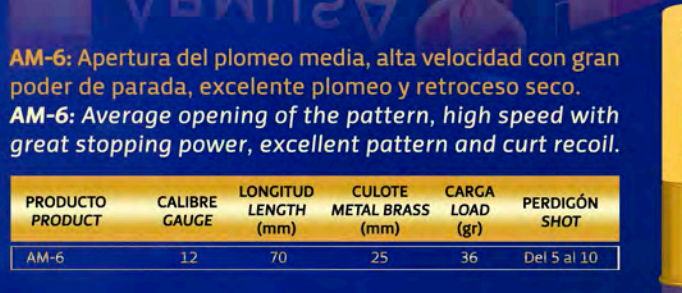 AM-6: Apertura del plomeo media, alta velocidad con gran
poder de parada, excelente plomeo y retroceso seco.
AM-6: Average opening of the pattern, high speed with
great stopping power, excellent pattern and curt recoil.
PRODUCTO PRODUCT CALIBRE GAUGE LONGITUD LENGTH (mm) CULOTE METAL BRASS (mm) CARGA LOAD (gr) PERDIGÓN SHOT
AM-6 12 70 25 36 Del 5 al 10